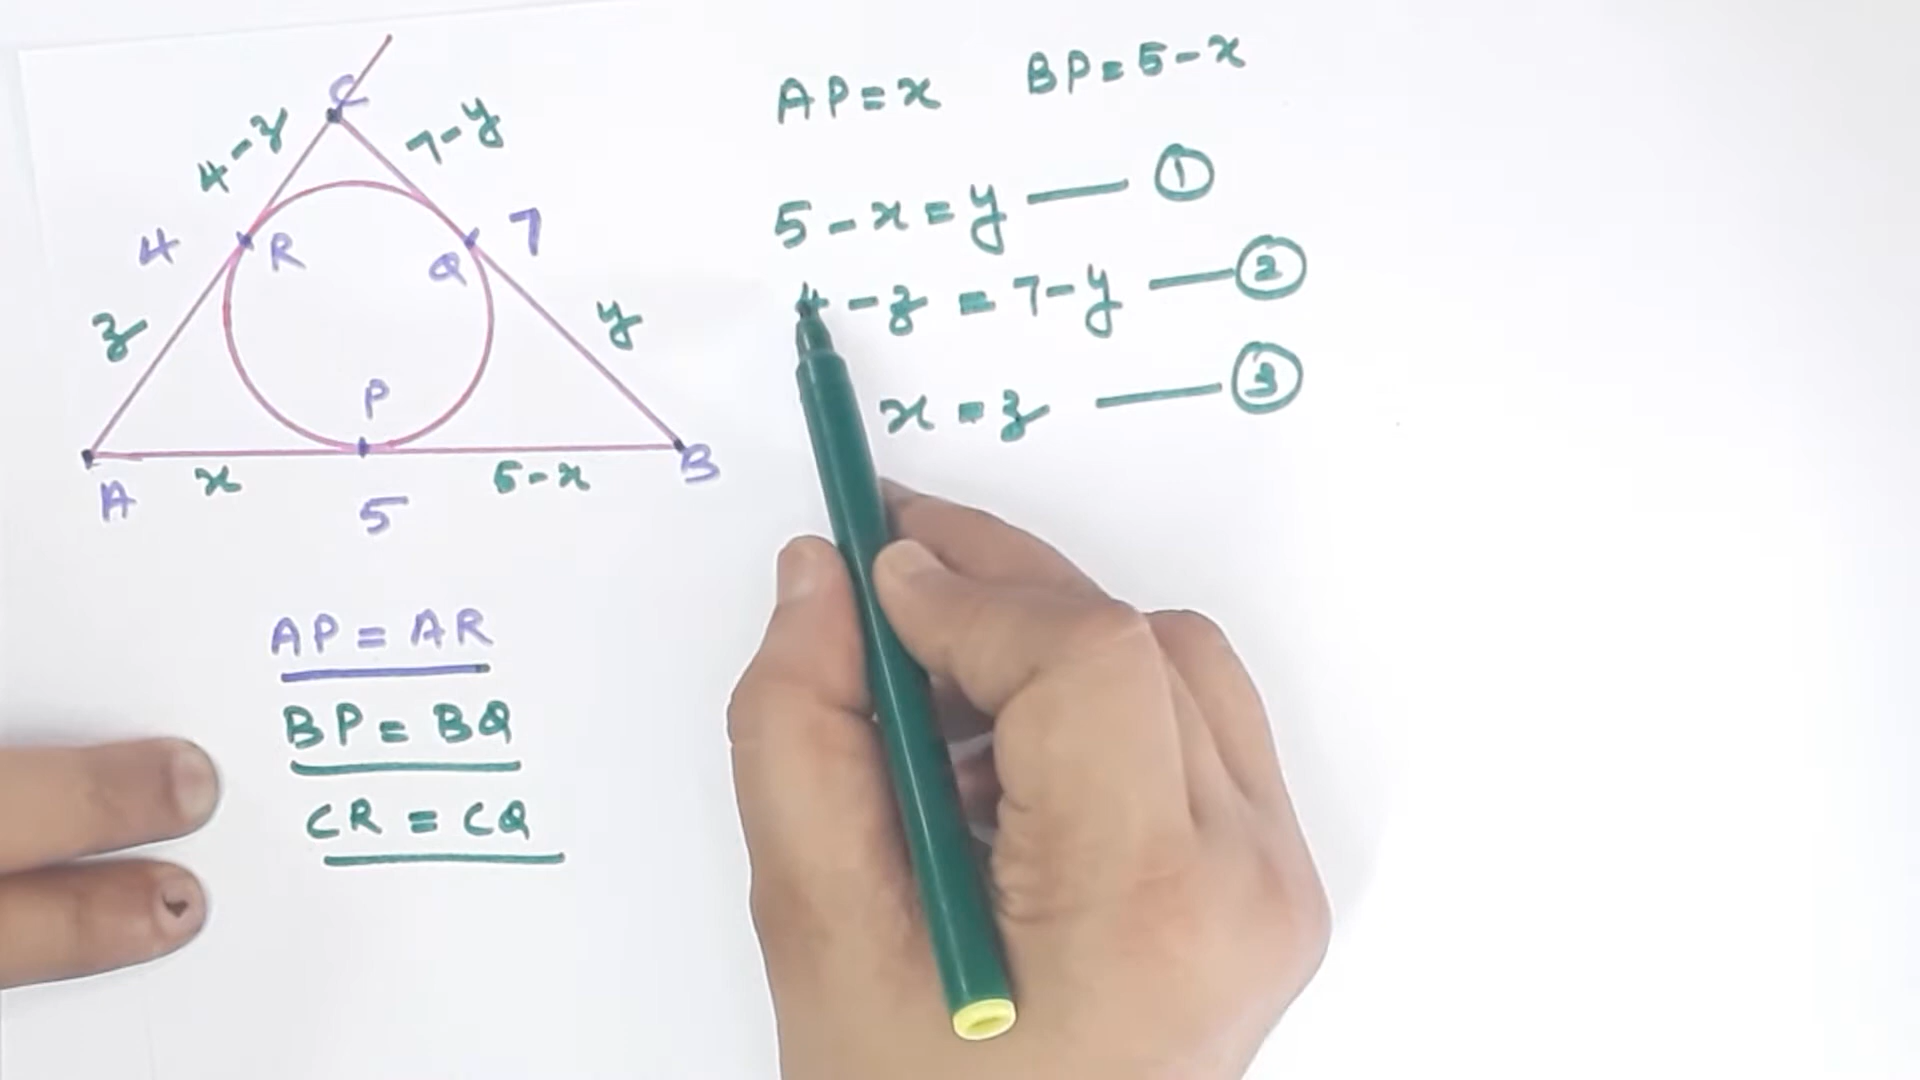 C
4-z
7-y
4
R
Q
7
z
y
P
A
x
5-x
B
5
AP = AR
BP = BQ
CR = CQ
AP = x BP = 5-x
5-x = y — ①
4-z = 7-y — ②
x = z — ③